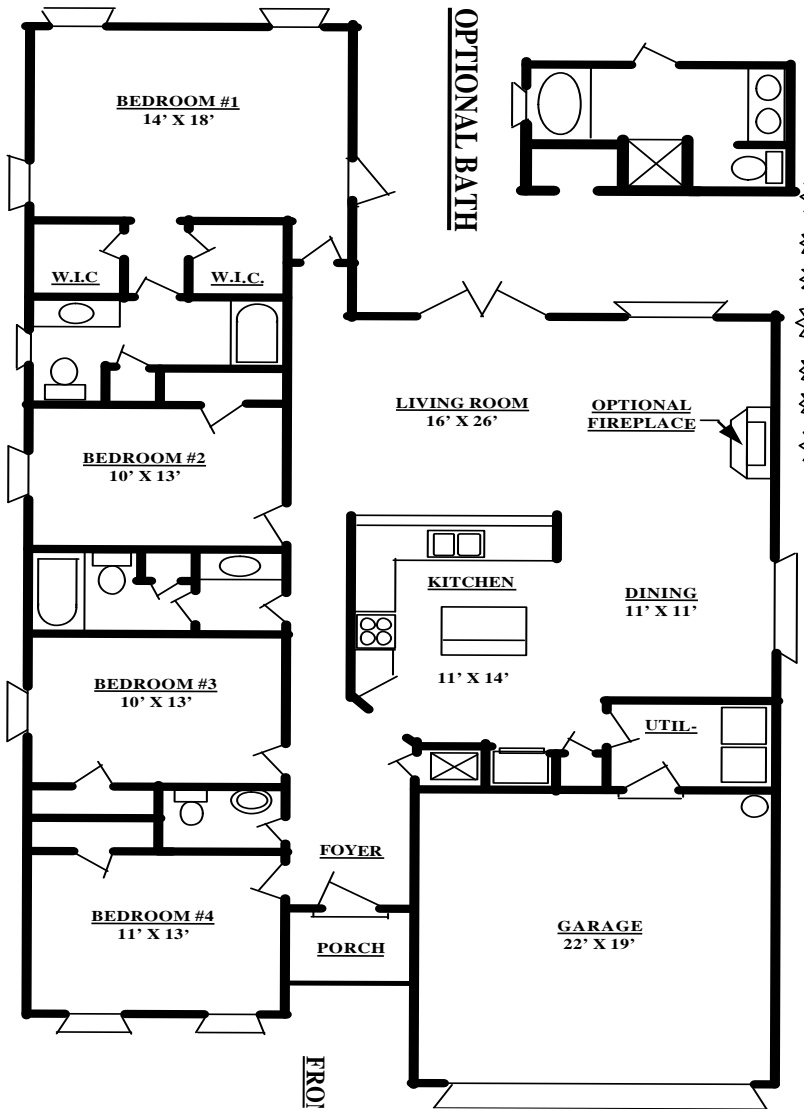 OPTIONAL BATH
BEDROOM #1
14’ X 18’
W.I.C
W.I.C.
LIVING ROOM
16’ X 26’
OPTIONAL
FIREPLACE
BEDROOM #2
10’ X 13’
KITCHEN
11’ X 14’
DINING
11’ X 11’
BEDROOM #3
10’ X 13’
UTIL-
FOYER
BEDROOM #4
11’ X 13’
PORCH
GARAGE
22’ X 19’